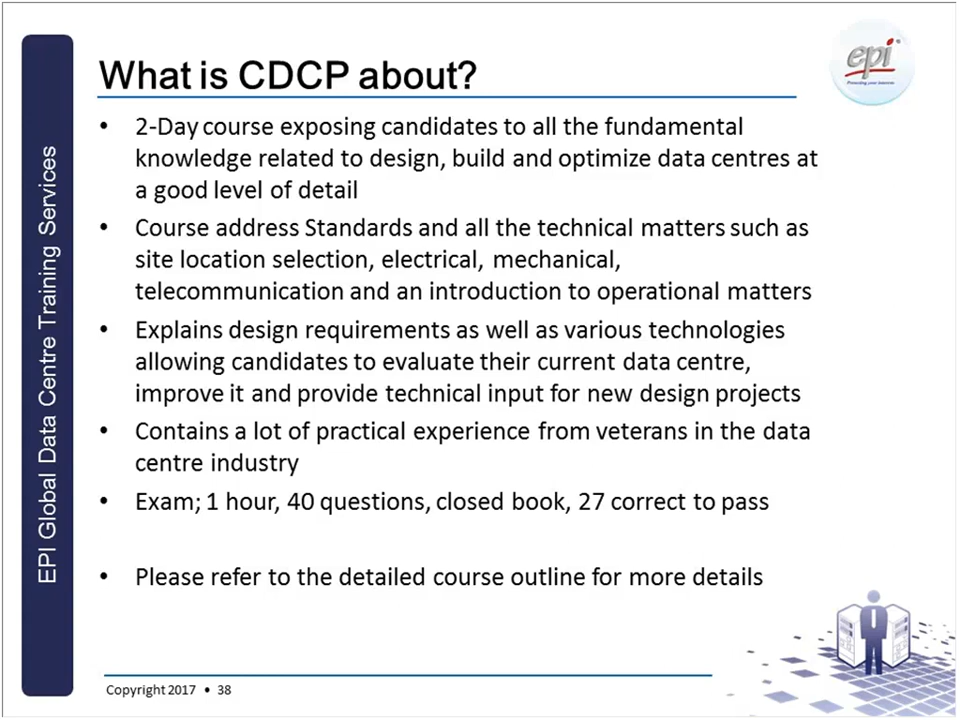 What is CDCP about?
epi
• 2-Day course exposing candidates to all the fundamental
knowledge related to design, build and optimize data centres at
a good level of detail
• Course address Standards and all the technical matters such as
site location selection, electrical, mechanical,
telecommunication and an introduction to operational matters
• Explains design requirements as well as various technologies
allowing candidates to evaluate their current data centre,
improve it and provide technical input for new design projects
• Contains a lot of practical experience from veterans in the data
centre industry
• Exam; 1 hour, 40 questions, closed book, 27 correct to pass
• Please refer to the detailed course outline for more details
EPI Global Data Centre Training Services
Copyright 2017 • 38